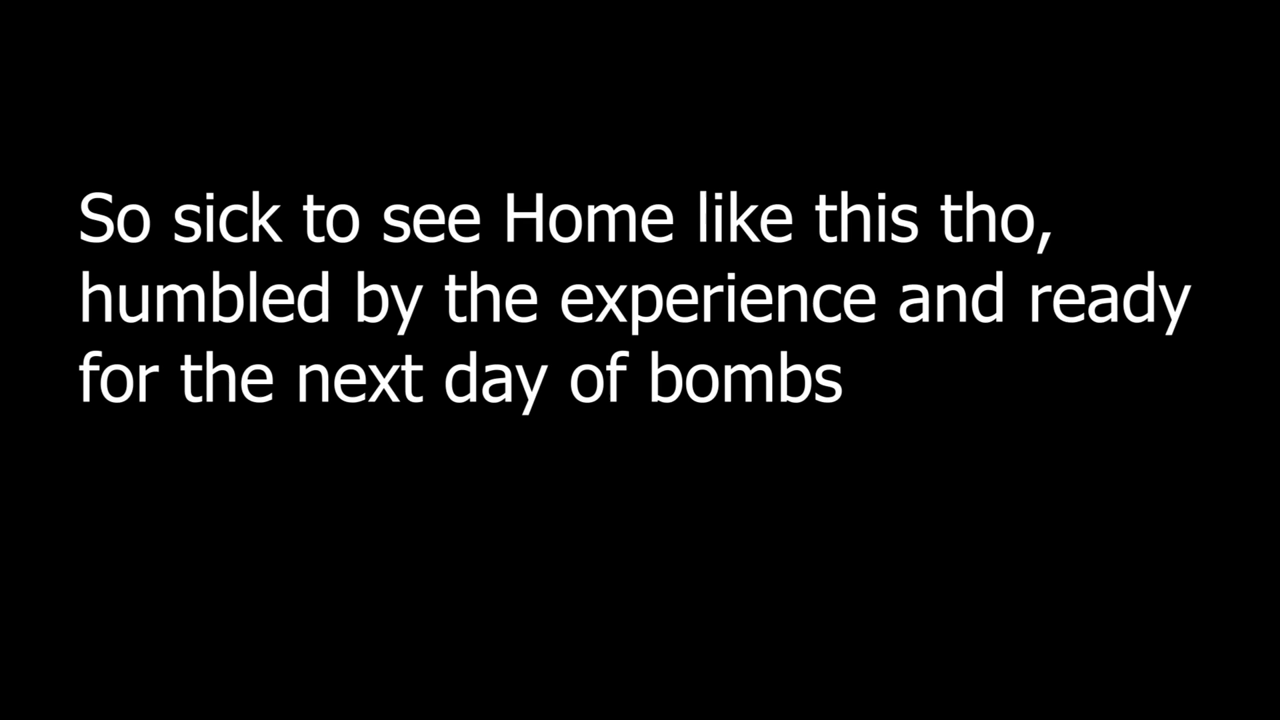 So sick to see Home like this tho,
humbled by the experience and ready
for the next day of bombs